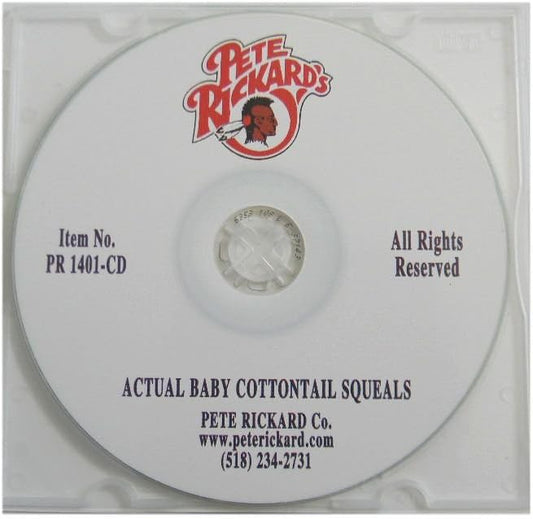 PETE
RICKARD'S
Item No.
PR 1401-CD
All Rights
Reserved
ACTUAL BABY COTTONTAIL SQUEALS
PETE RICKARD Co.
www.peterickard.com
(518) 234-2731